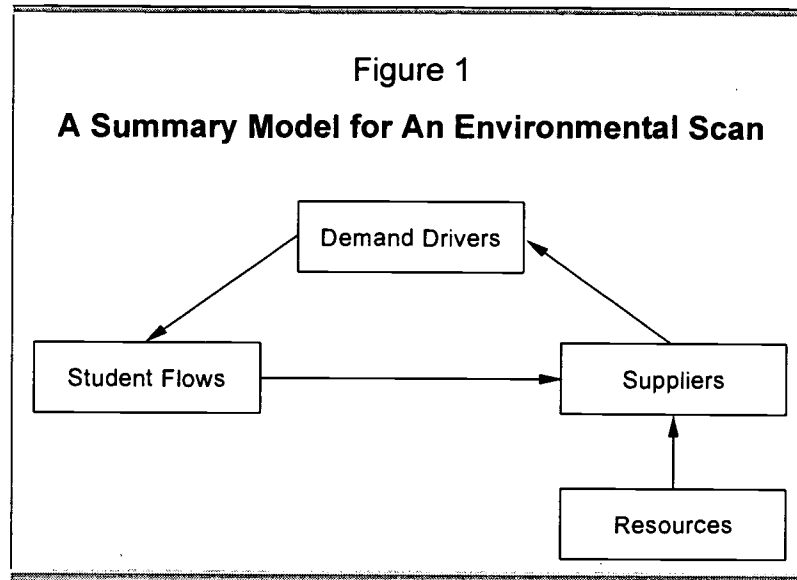 Figure 1
A Summary Model for An Environmental Scan
Demand Drivers
Student Flows
Suppliers
Resources